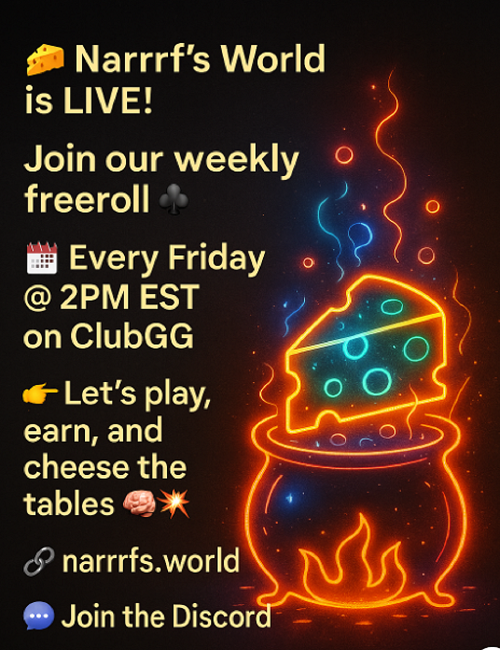 🧀 Narrrf's World
is LIVE!
Join our weekly
freeroll ♣️
📅 Every Friday
@ 2PM EST
on ClubGG
👉 Let's play,
earn, and
cheese the
tables 🧠💥
🔗 narrrfs.world
💬 Join the Discord